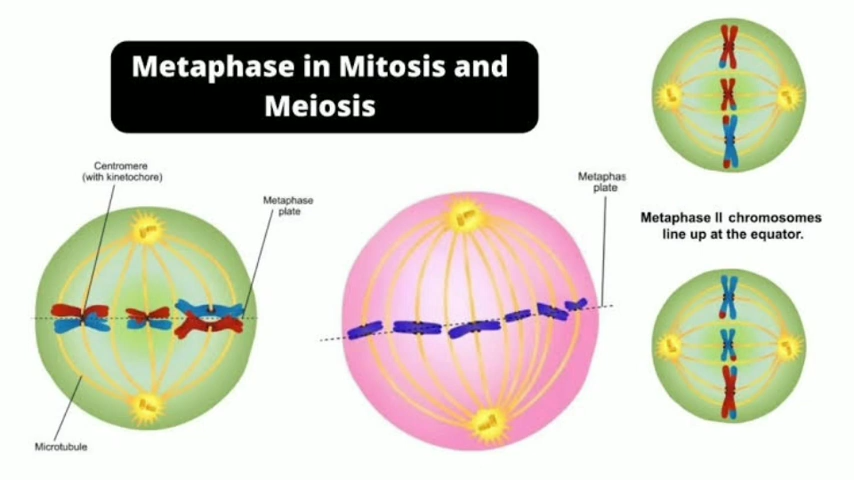 Metaphase in Mitosis and
Meiosis
Centromere
(with kinetochore)
Metaphase
plate
Microtubule
Metaphas
plate
Metaphase II chromosomes
line up at the equator.